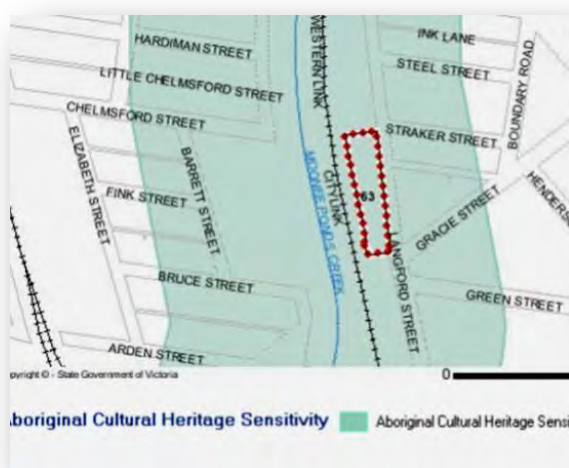 HARDIMAN STREET
LITTLE CHELMSFORD STREET
CHELMSFORD STREET
ELIZABETH STREET
BARRETT STREET
FINK STREET
BRUCE STREET
ARDEN STREET
WESTERN LINK
CITYLINK
MOONEE PONDS CREEK
63
INK LANE
STEEL STREET
BOUNDARY ROAD
STRAKER STREET
GRACIE STREET
HENDERS
LANGFORD STREET
GREEN STREET
pyright © - State Government of Victoria
0
Aboriginal Cultural Heritage Sensitivity
Aboriginal Cultural Heritage Sensi